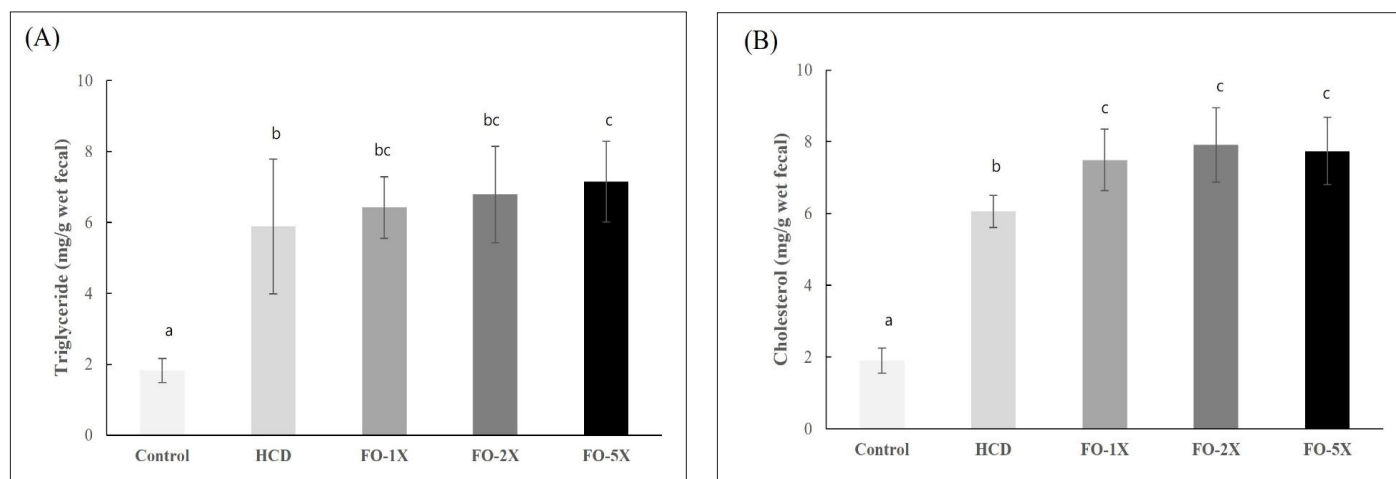 (A)
Triglyceride (mg/g wet fecal)
10
8
6
4
2
0
a
b
bc
bc
c
Control HCD FO-1X FO-2X FO-5X
(B)
Cholesterol (mg/g wet fecal)
10
8
6
4
2
0
a
b
c
c
c
Control HCD FO-1X FO-2X FO-5X